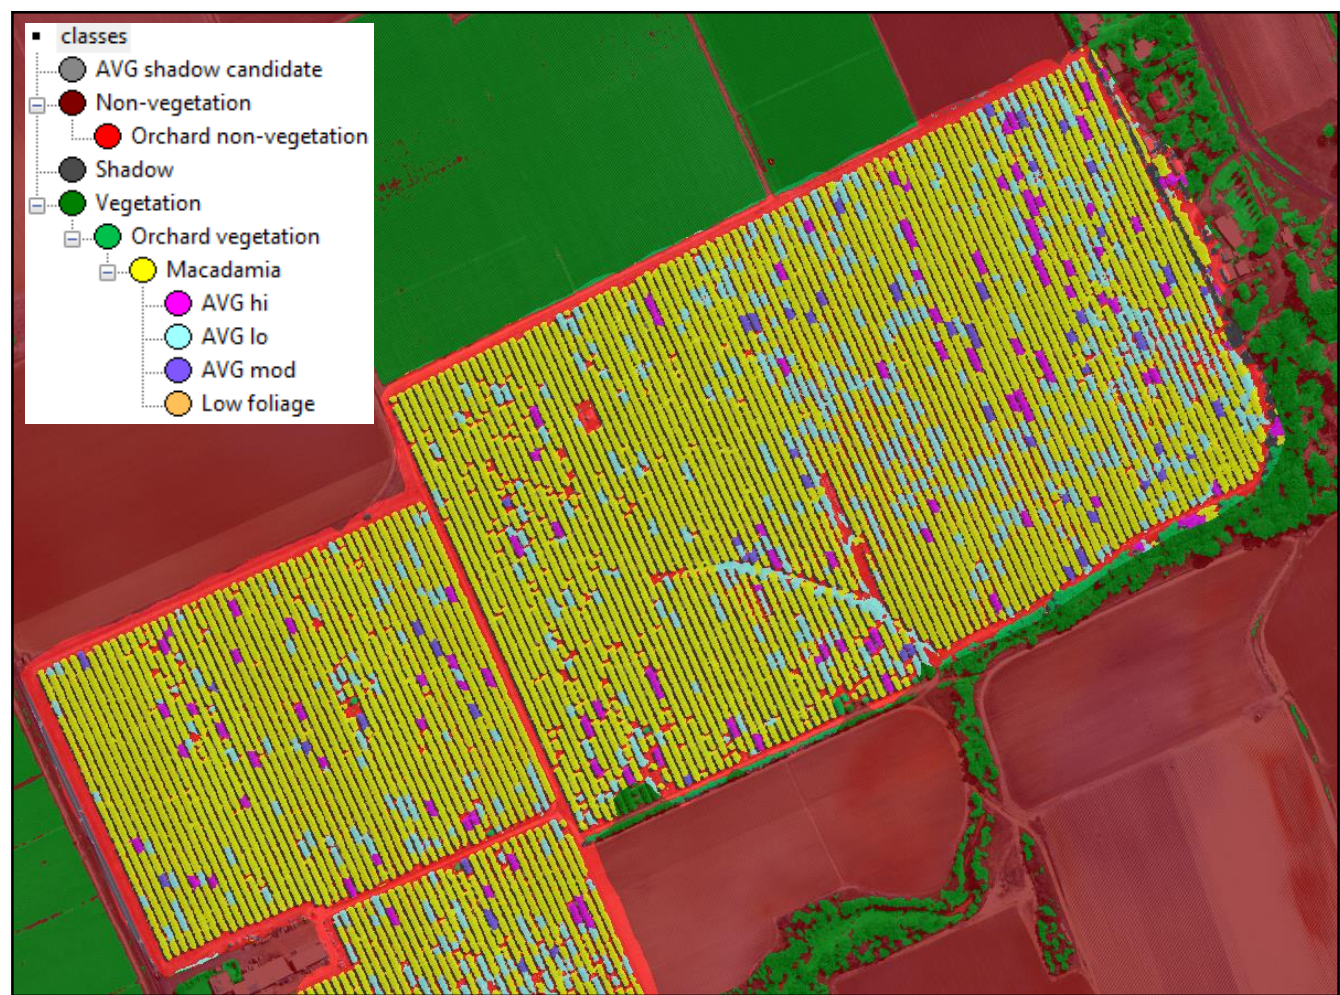 classes
AVG shadow candidate
Non-vegetation
Orchard non-vegetation
Shadow
Vegetation
Orchard vegetation
Macadamia
AVG hi
AVG lo
AVG mod
Low foliage